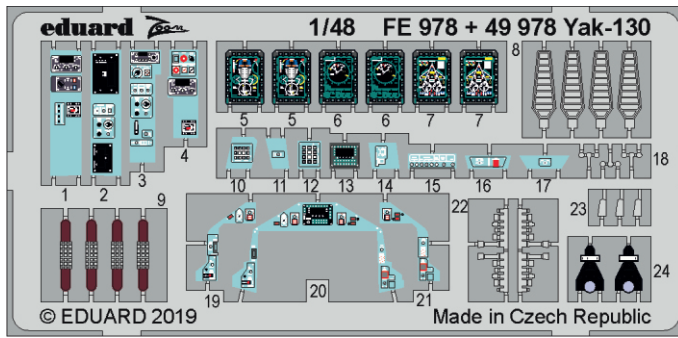 eduard Zoom 1/48 FE 978 + 49 978 Yak-130
1 2 3 4 5 5 6 6 7 7 8
10 11 12 13 14 15 16 17 18
9 19 20 21 22 23 24
© EDUARD 2019 Made in Czech Republic